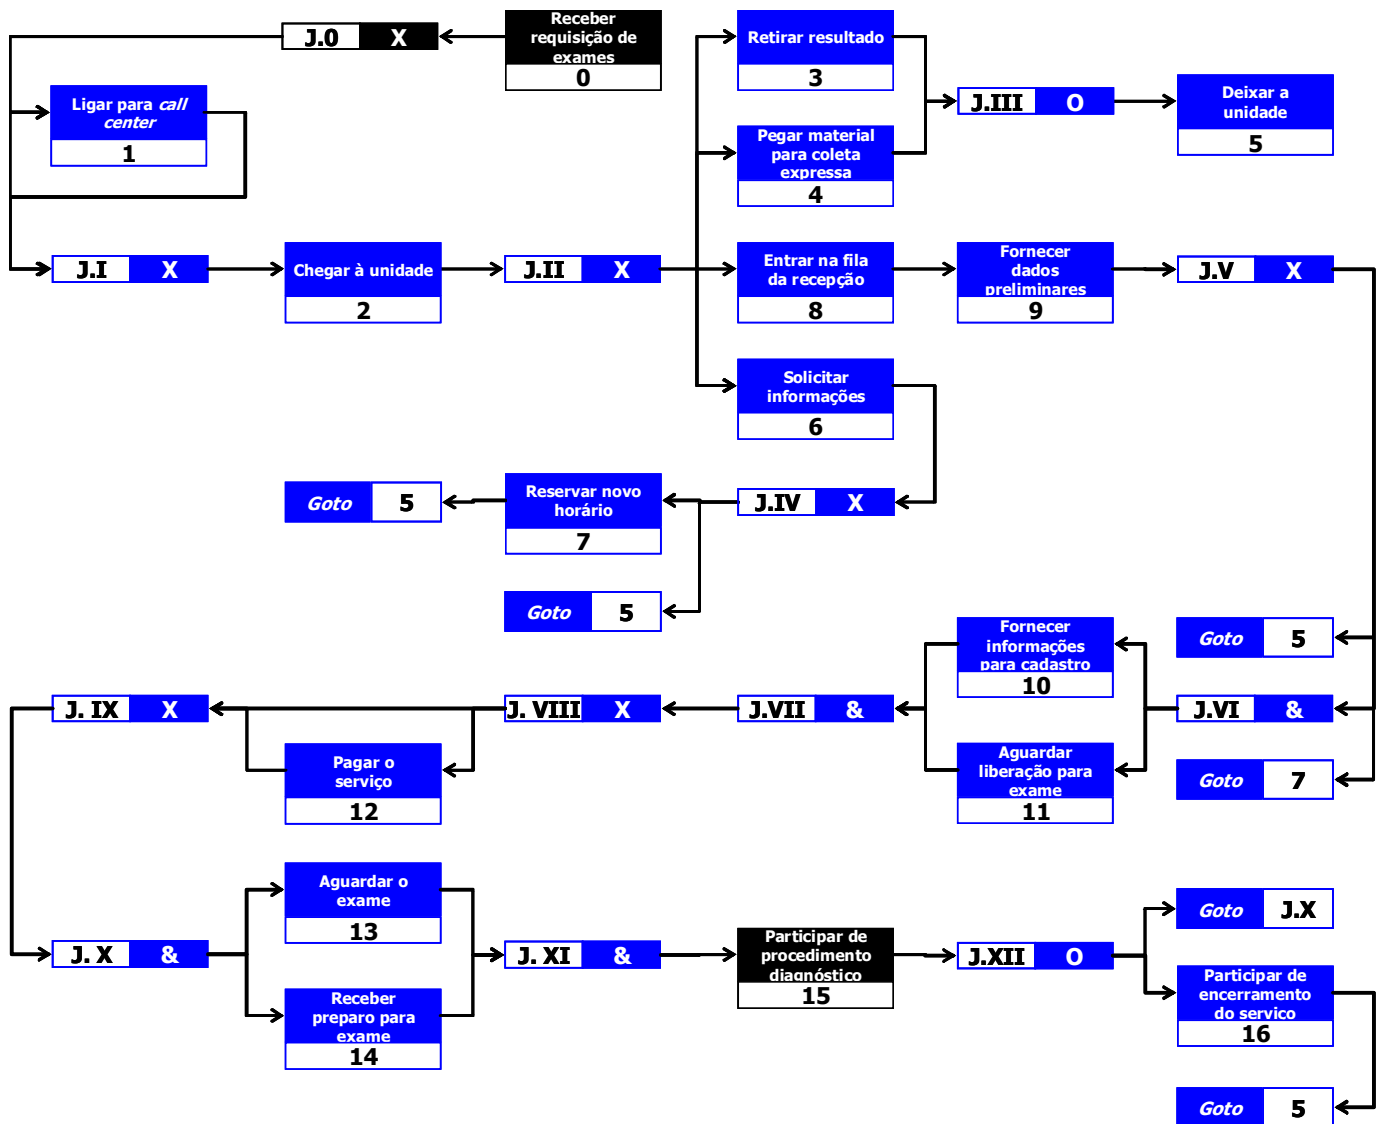 J.0 X
Receber
requisição de
exames
0
Retirar resultado
3
Ligar para call
center
1
J.III O
Deixar a
unidade
5
Pegar material
para coleta
expressa
4
J.I X
Chegar à unidade
2
J.II X
Entrar na fila
da recepção
8
Fornecer
dados
preliminares
9
J.V X
Solicitar
informações
6
Goto 5
Reservar novo
horário
7
J.IV X
Goto 5
Fornecer
informações
para cadastro
10
Goto 5
J. IX X
J. VIII X
J.VII &
J.VI &
Pagar o
serviço
12
Aguardar
liberação para
exame
11
Goto 7
Aguardar o
exame
13
Goto J.X
J. X &
J. XI &
Participar de
procedimento
diagnóstico
15
J.XII O
Receber
preparo para
exame
14
Participar de
encerramento
do servico
16
Goto 5